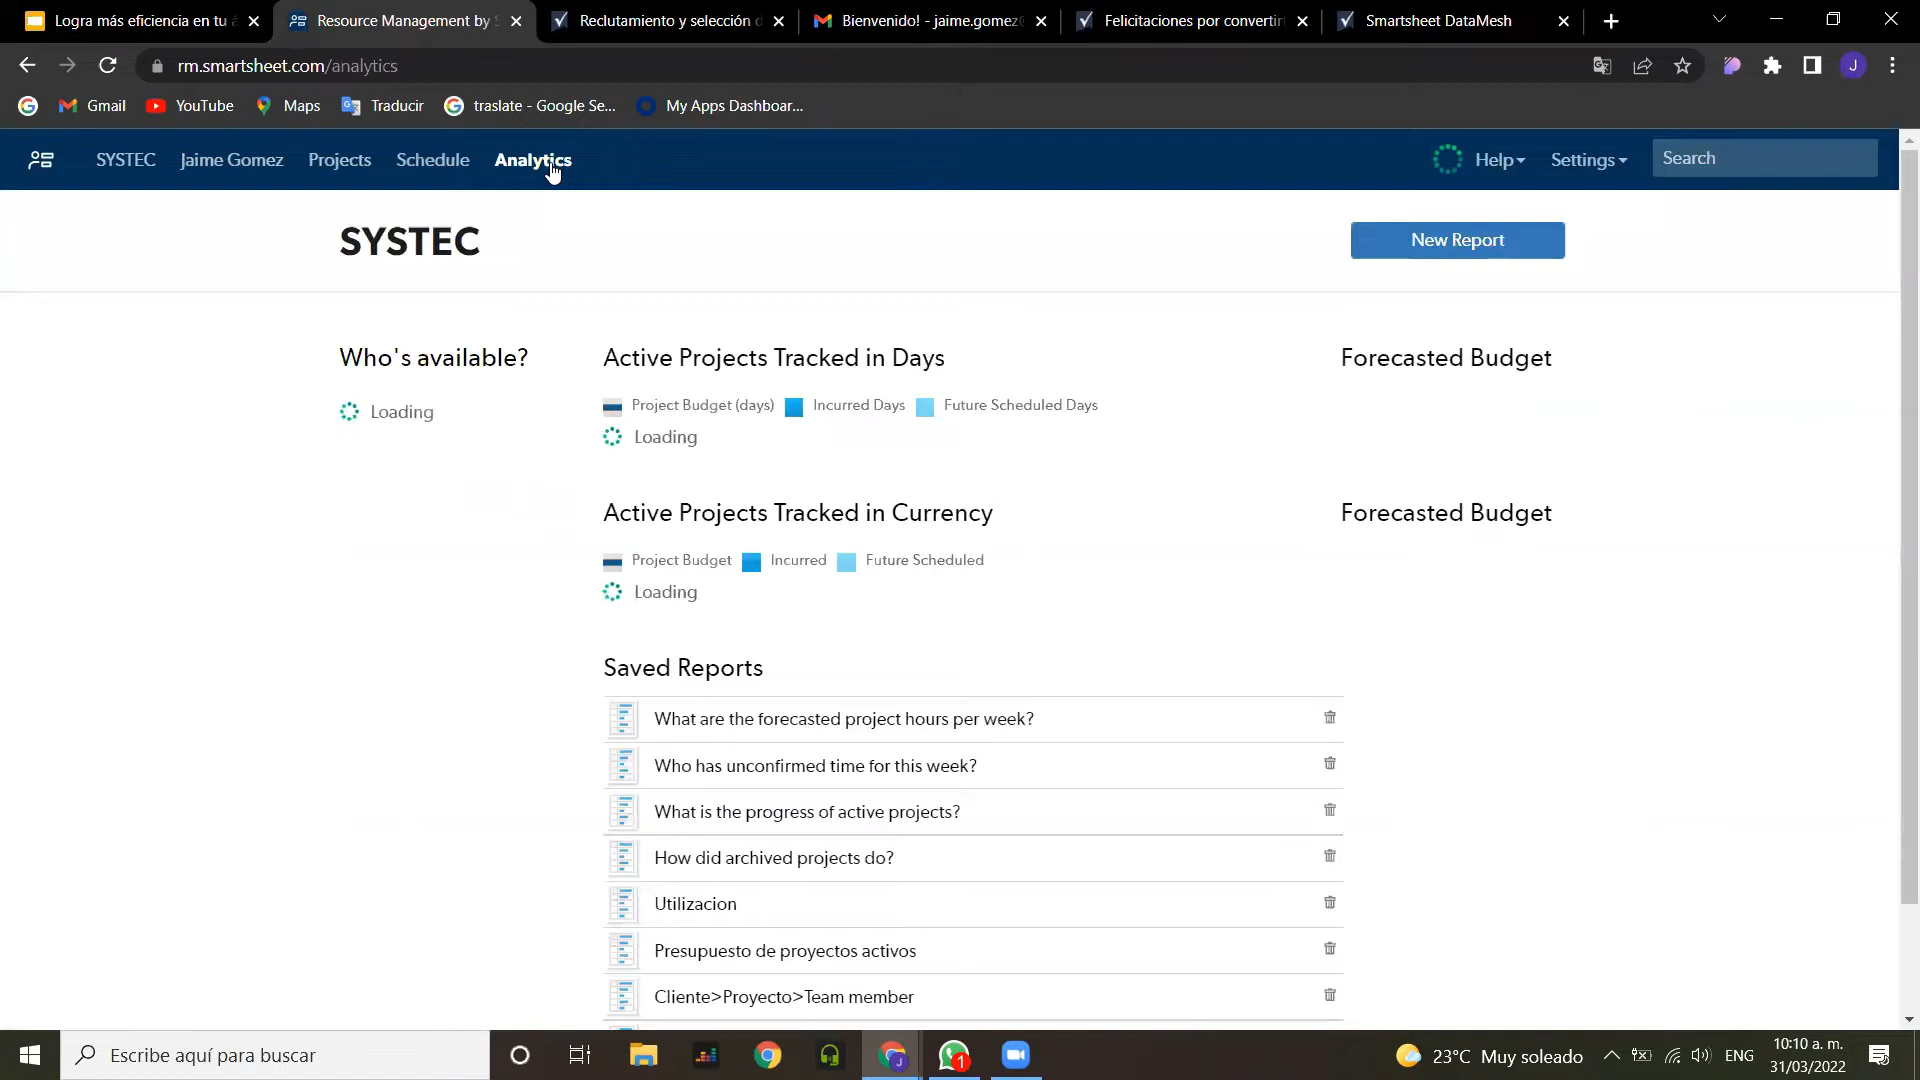 Logra más eficiencia en tu á
Resource Management by S
Reclutamiento y selección d
Bienvenido! - jaime.gomez@
Felicitaciones por convertir
Smartsheet DataMesh
rm.smartsheet.com/analytics
J
Gmail
YouTube
Maps
Traducir
traslate - Google Se...
My Apps Dashboar...
SYSTEC
Jaime Gomez
Projects
Schedule
Analytics
Help
Settings
Search
SYSTEC
New Report
Who's available?
Loading
Active Projects Tracked in Days
Forecasted Budget
Project Budget (days)
Incurred Days
Future Scheduled Days
Loading
Active Projects Tracked in Currency
Forecasted Budget
Project Budget
Incurred
Future Scheduled
Loading
Saved Reports
What are the forecasted project hours per week?
Who has unconfirmed time for this week?
What is the progress of active projects?
How did archived projects do?
Utilizacion
Presupuesto de proyectos activos
Cliente>Proyecto>Team member
Escribe aquí para buscar
J
1
23°C Muy soleado
ENG
10:10 a. m.
31/03/2022